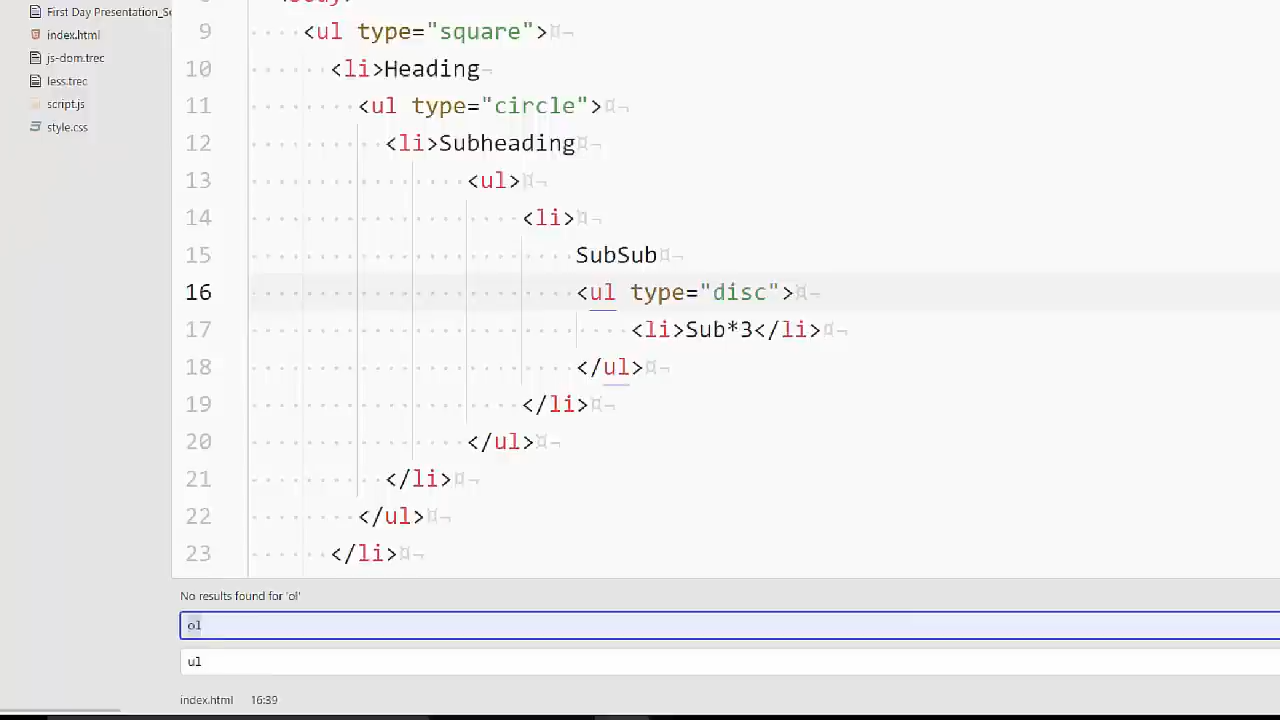 First Day Presentation_Se
index.html
js-dom.trec
less.trec
script.js
style.css
9 <ul type="square">
10 <li>Heading
11 <ul type="circle">
12 <li>Subheading
13 <ul>
14 <li>
15 SubSub
16 <ul type="disc">
17 <li>Sub*3</li>
18 </ul>
19 </li>
20 </ul>
21 </li>
22 </ul>
23 </li>
No results found for 'ol'
ol
ul
index.html 16:39